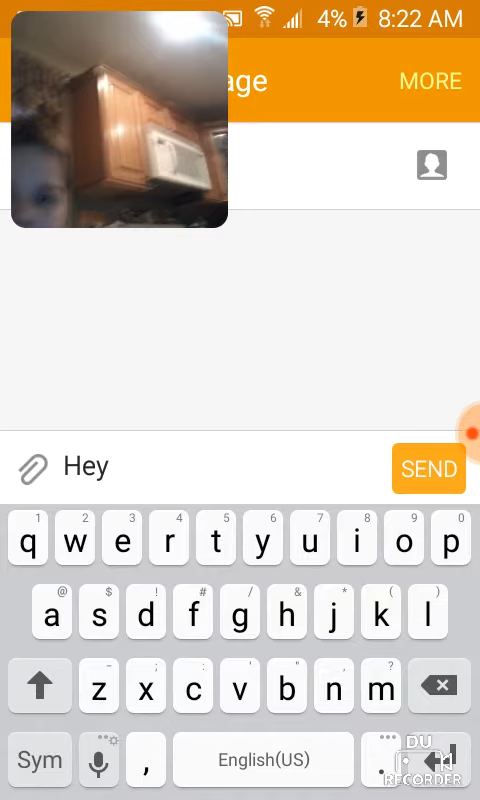 4% 8:22 AM
age MORE
Hey SEND
1 2 3 4 5 6 7 8 9 0
q w e r t y u i o p
@ $ ! # / & * ( )
a s d f g h j k l
- ; : ' " , ?
z x c v b n m
Sym , English(US) .
DU
RECORDER